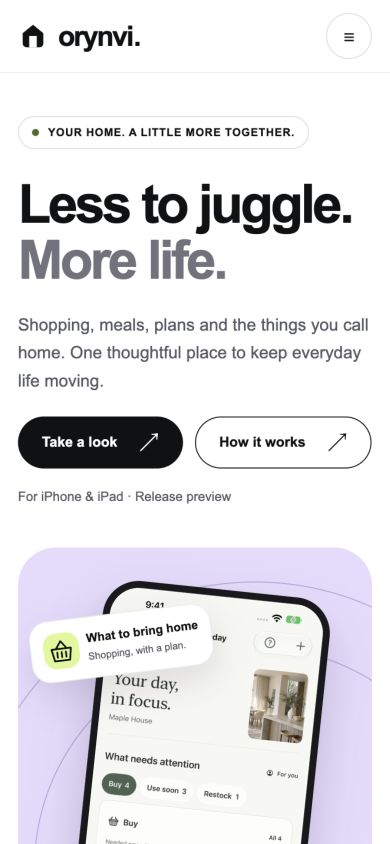 orynvi.
YOUR HOME. A LITTLE MORE TOGETHER.
Less to juggle.
More life.
Shopping, meals, plans and the things you call
home. One thoughtful place to keep everyday
life moving.
Take a look
How it works
For iPhone & iPad · Release preview
9:41
What to bring home
Shopping, with a plan.
day
Your day,
in focus.
Maple House
What needs attention
For you
Buy 4
Use soon 3
Restock 1
Buy
All 4